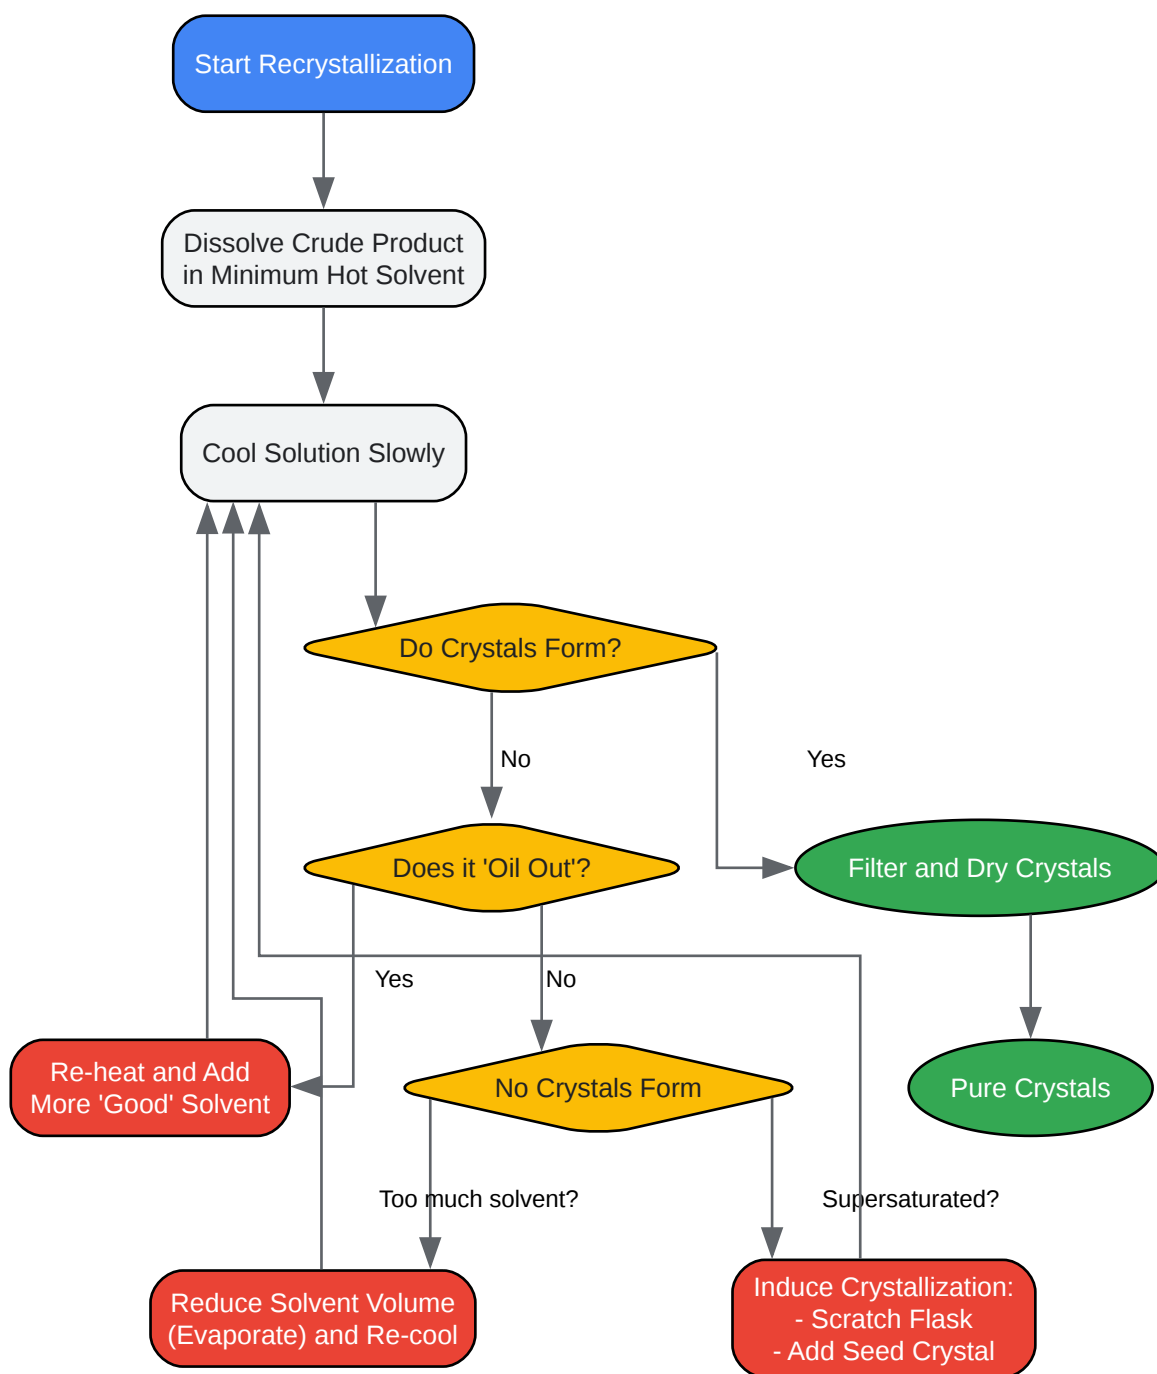 Start Recrystallization
Dissolve Crude Product
in Minimum Hot Solvent
Cool Solution Slowly
Do Crystals Form?
No
Yes
Does it 'Oil Out'?
Filter and Dry Crystals
Yes
No
Re-heat and Add
More 'Good' Solvent
No Crystals Form
Pure Crystals
Too much solvent?
Supersaturated?
Reduce Solvent Volume
(Evaporate) and Re-cool
Induce Crystallization:
- Scratch Flask
- Add Seed Crystal